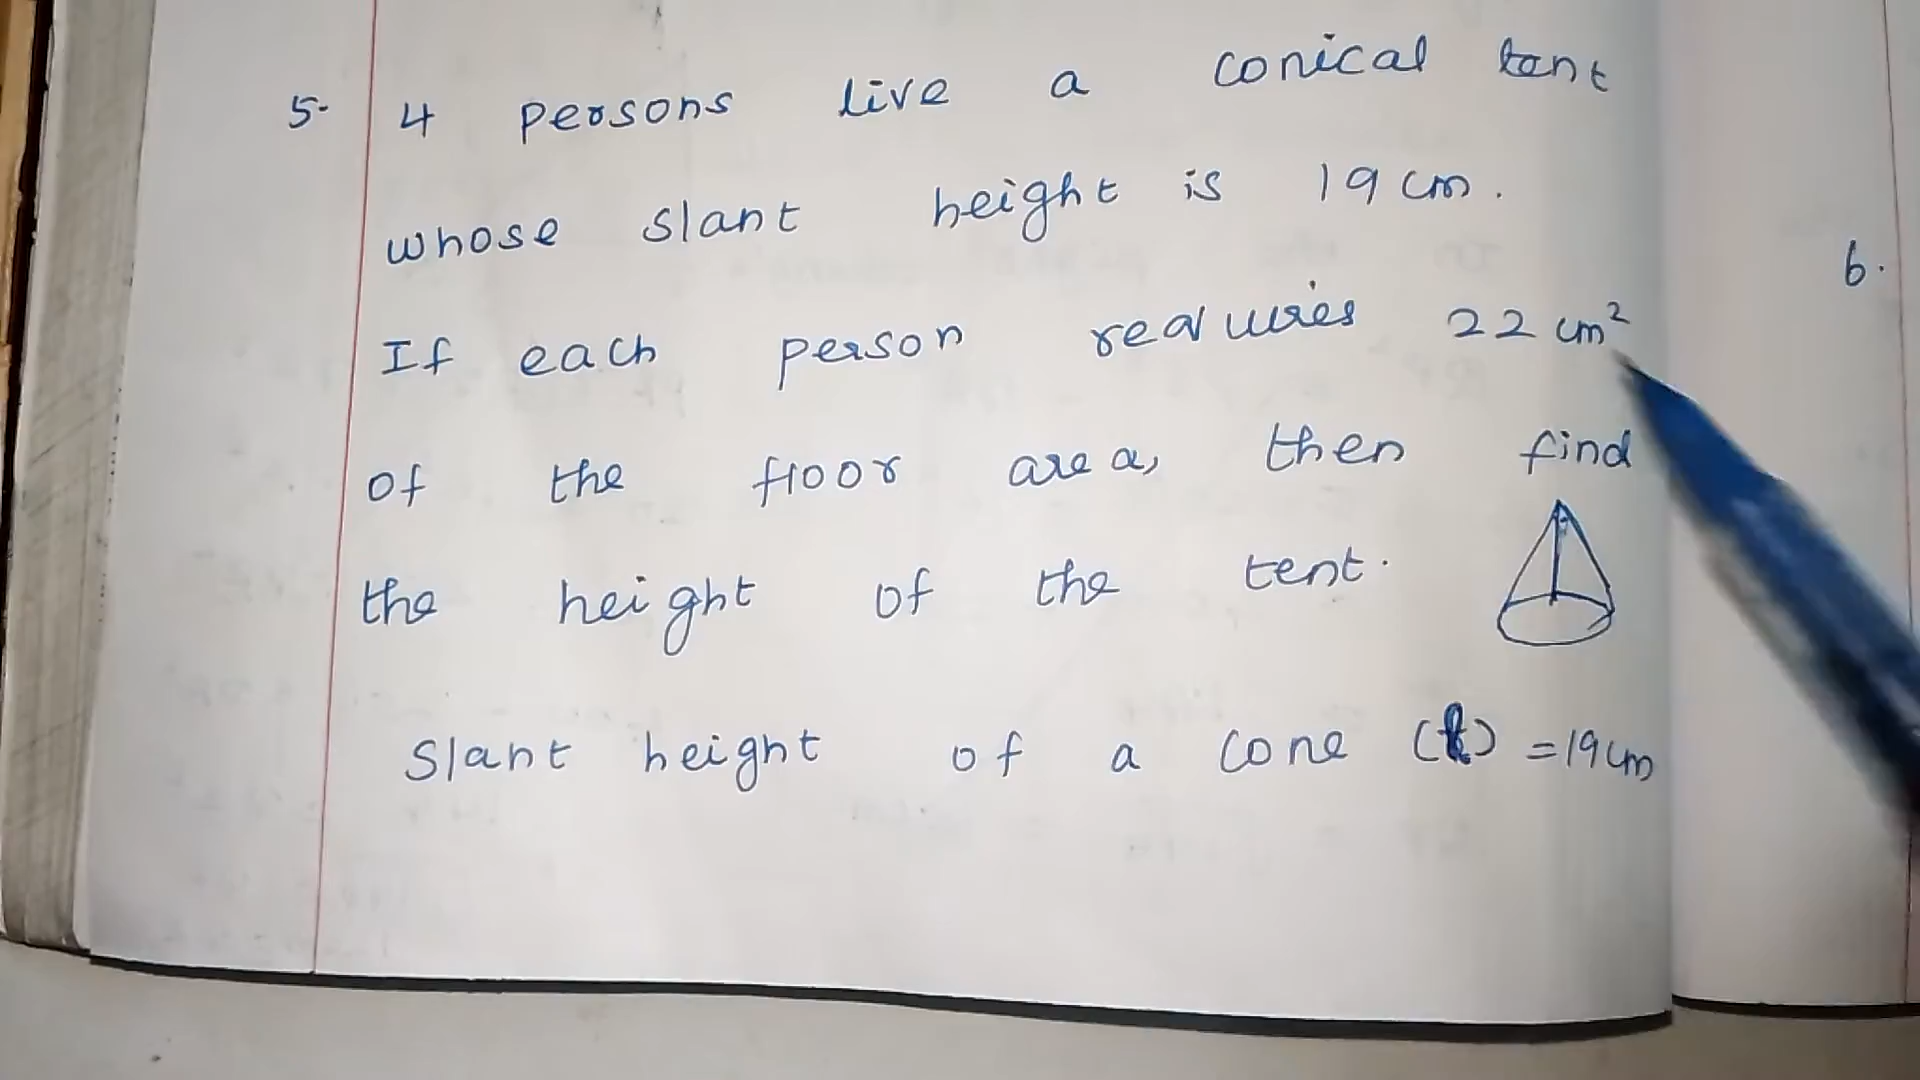 5. 4 persons live a conical tent
whose slant height is 19 cm.
If each person requires 22 cm²
of the floor area, then find
the height of the tent.
Slant height of a cone (l) = 19 cm
6.